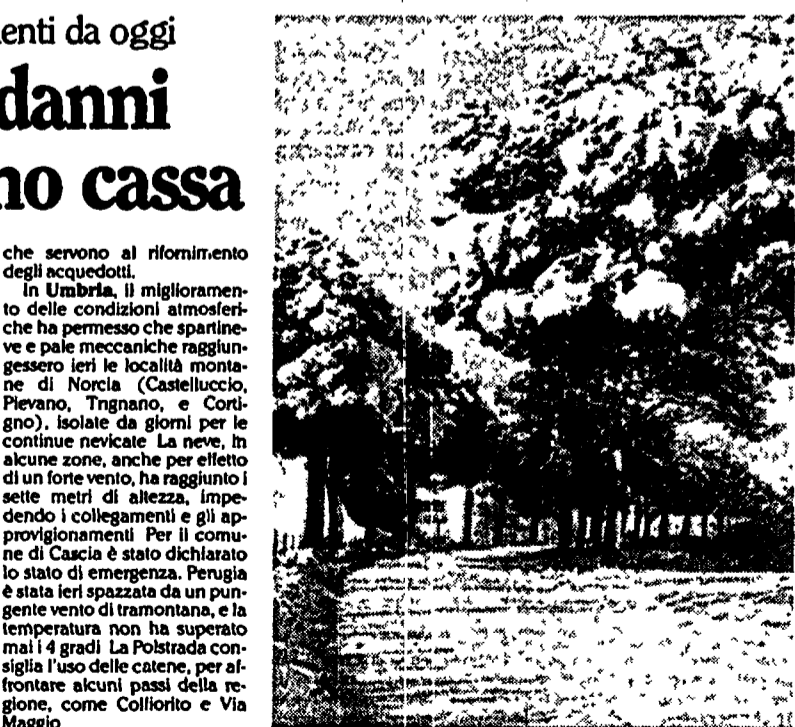 enti da oggi
danni
no cassa
che servono al rifornimento
degli acquedotti.
In Umbria, il miglioramen-
to delle condizioni atmosferi-
che ha permesso che spartine-
ve e pale meccaniche raggiun-
gessero ieri le località monta-
ne di Norcia (Castelluccio,
Pievano, Trignano, e Corti-
gno), isolate da giorni per le
continue nevicate La neve, in
alcune zone, anche per effetto
di un forte vento, ha raggiunto i
sette metri di altezza, impe-
dendo i collegamenti e gli ap-
provigionamenti Per il comu-
ne di Cascia è stato dichiarato
lo stato di emergenza. Perugia
è stata ieri spazzata da un pun-
gente vento di tramontana, e la
temperatura non ha superato
mai i 4 gradi La Polstrada con-
siglia l'uso delle catene, per af-
frontare alcuni passi della re-
gione, come Colfiorito e Via
Maggio